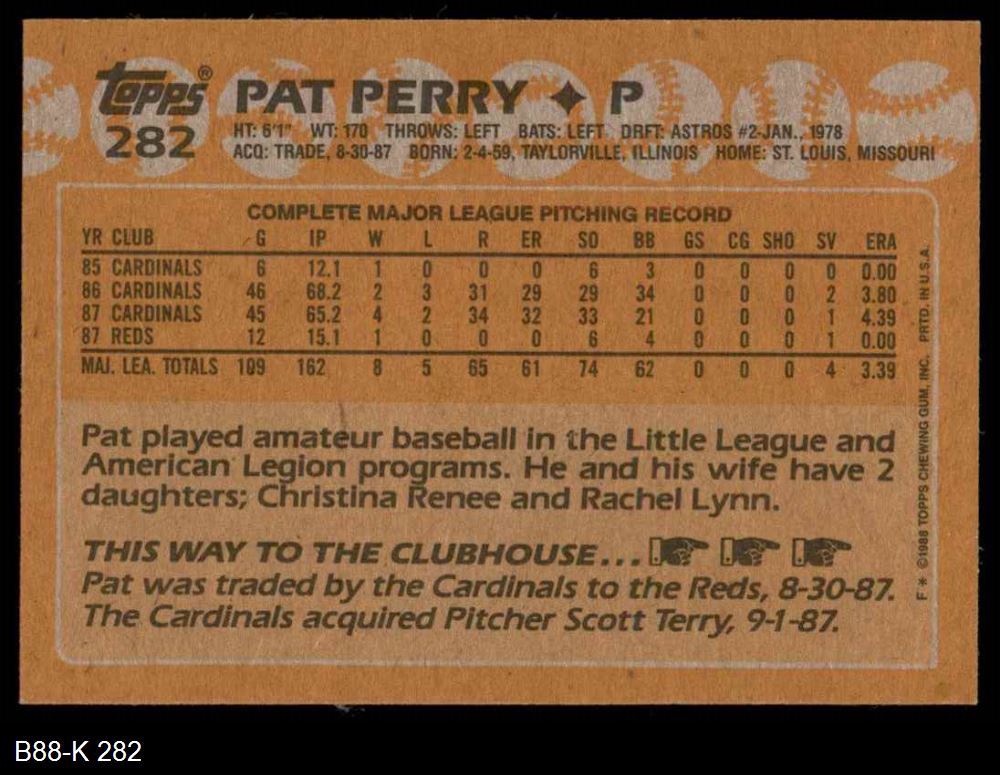 topps®
282
PAT PERRY ✦ P
HT: 6'1" WT: 170 THROWS: LEFT BATS: LEFT DRFT: ASTROS #2-JAN., 1978
ACQ: TRADE, 8-30-87 BORN: 2-4-59, TAYLORVILLE, ILLINOIS HOME: ST. LOUIS, MISSOURI
COMPLETE MAJOR LEAGUE PITCHING RECORD
YR CLUB G IP W L R ER SO BB GS CG SHO SV ERA
85 CARDINALS 6 12.1 1 0 0 0 6 3 0 0 0 0 0.00
86 CARDINALS 46 68.2 2 3 31 29 29 34 0 0 0 2 3.80
87 CARDINALS 45 65.2 4 2 34 32 33 21 0 0 0 1 4.39
87 REDS 12 15.1 1 0 0 0 6 4 0 0 0 1 0.00
MAJ. LEA. TOTALS 109 162 8 5 65 61 74 62 0 0 0 4 3.39
Pat played amateur baseball in the Little League and
American Legion programs. He and his wife have 2
daughters; Christina Renee and Rachel Lynn.
THIS WAY TO THE CLUBHOUSE...
Pat was traded by the Cardinals to the Reds, 8-30-87.
The Cardinals acquired Pitcher Scott Terry, 9-1-87.
F * ©1988 TOPPS CHEWING GUM, INC. PRTD. IN U.S.A.
B88-K 282